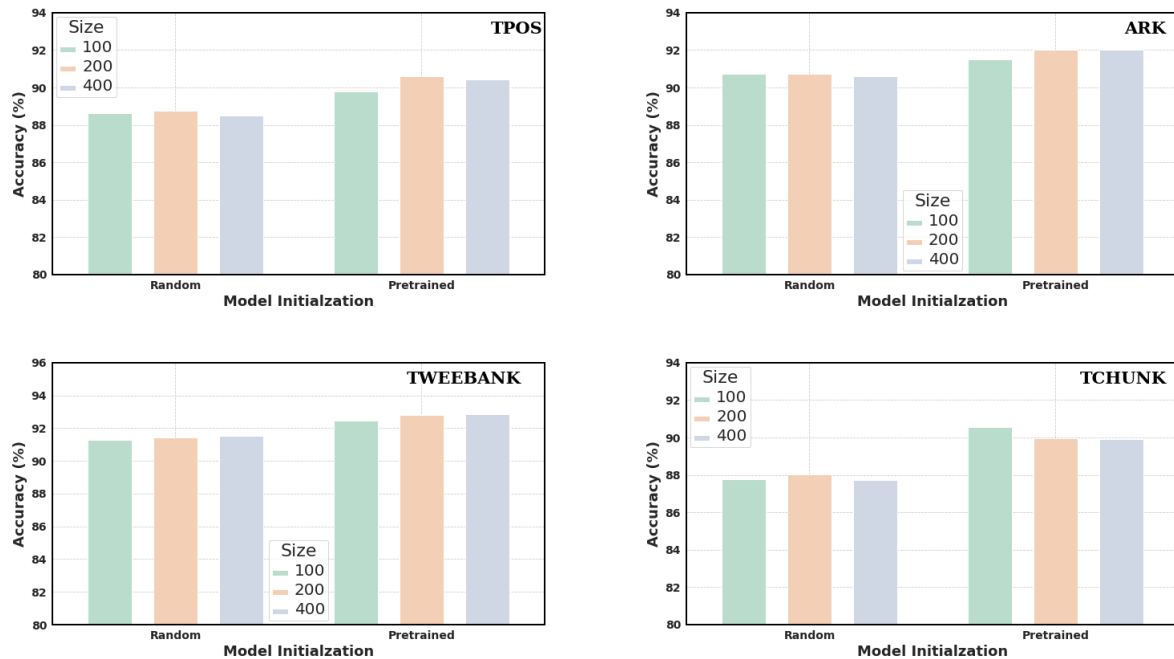 TPOS
Size
100
200
400
Accuracy (%)
94
92
90
88
86
84
82
80
Random
Pretrained
Model Initialzation
ARK
Size
100
200
400
Accuracy (%)
94
92
90
88
86
84
82
80
Random
Pretrained
Model Initialzation
TWEEBANK
Size
100
200
400
Accuracy (%)
96
94
92
90
88
86
84
82
80
Random
Pretrained
Model Initialzation
TCHUNK
Size
100
200
400
Accuracy (%)
94
92
90
88
86
84
82
80
Random
Pretrained
Model Initialzation